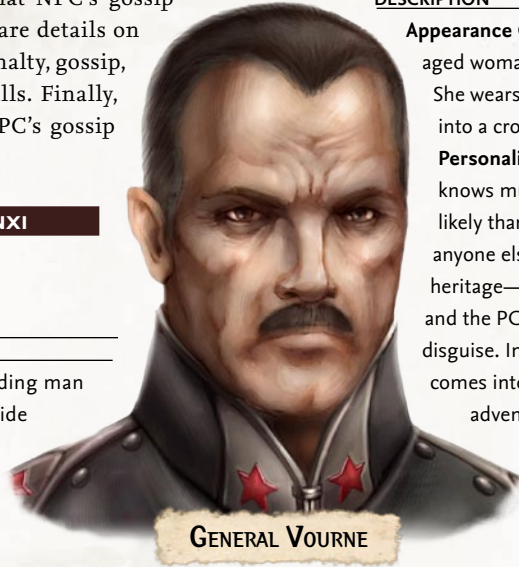 hat NPC's gossip
are details on
nalty, gossip,
lls. Finally,
PC's gossip
NXI
ding man
ide
DESCRIPTION
Appearance
aged woma
She wears
into a cro
Personali
knows mu
likely than
anyone els
heritage—
and the PC
disguise. In
comes into
adven
GENERAL VOURNE